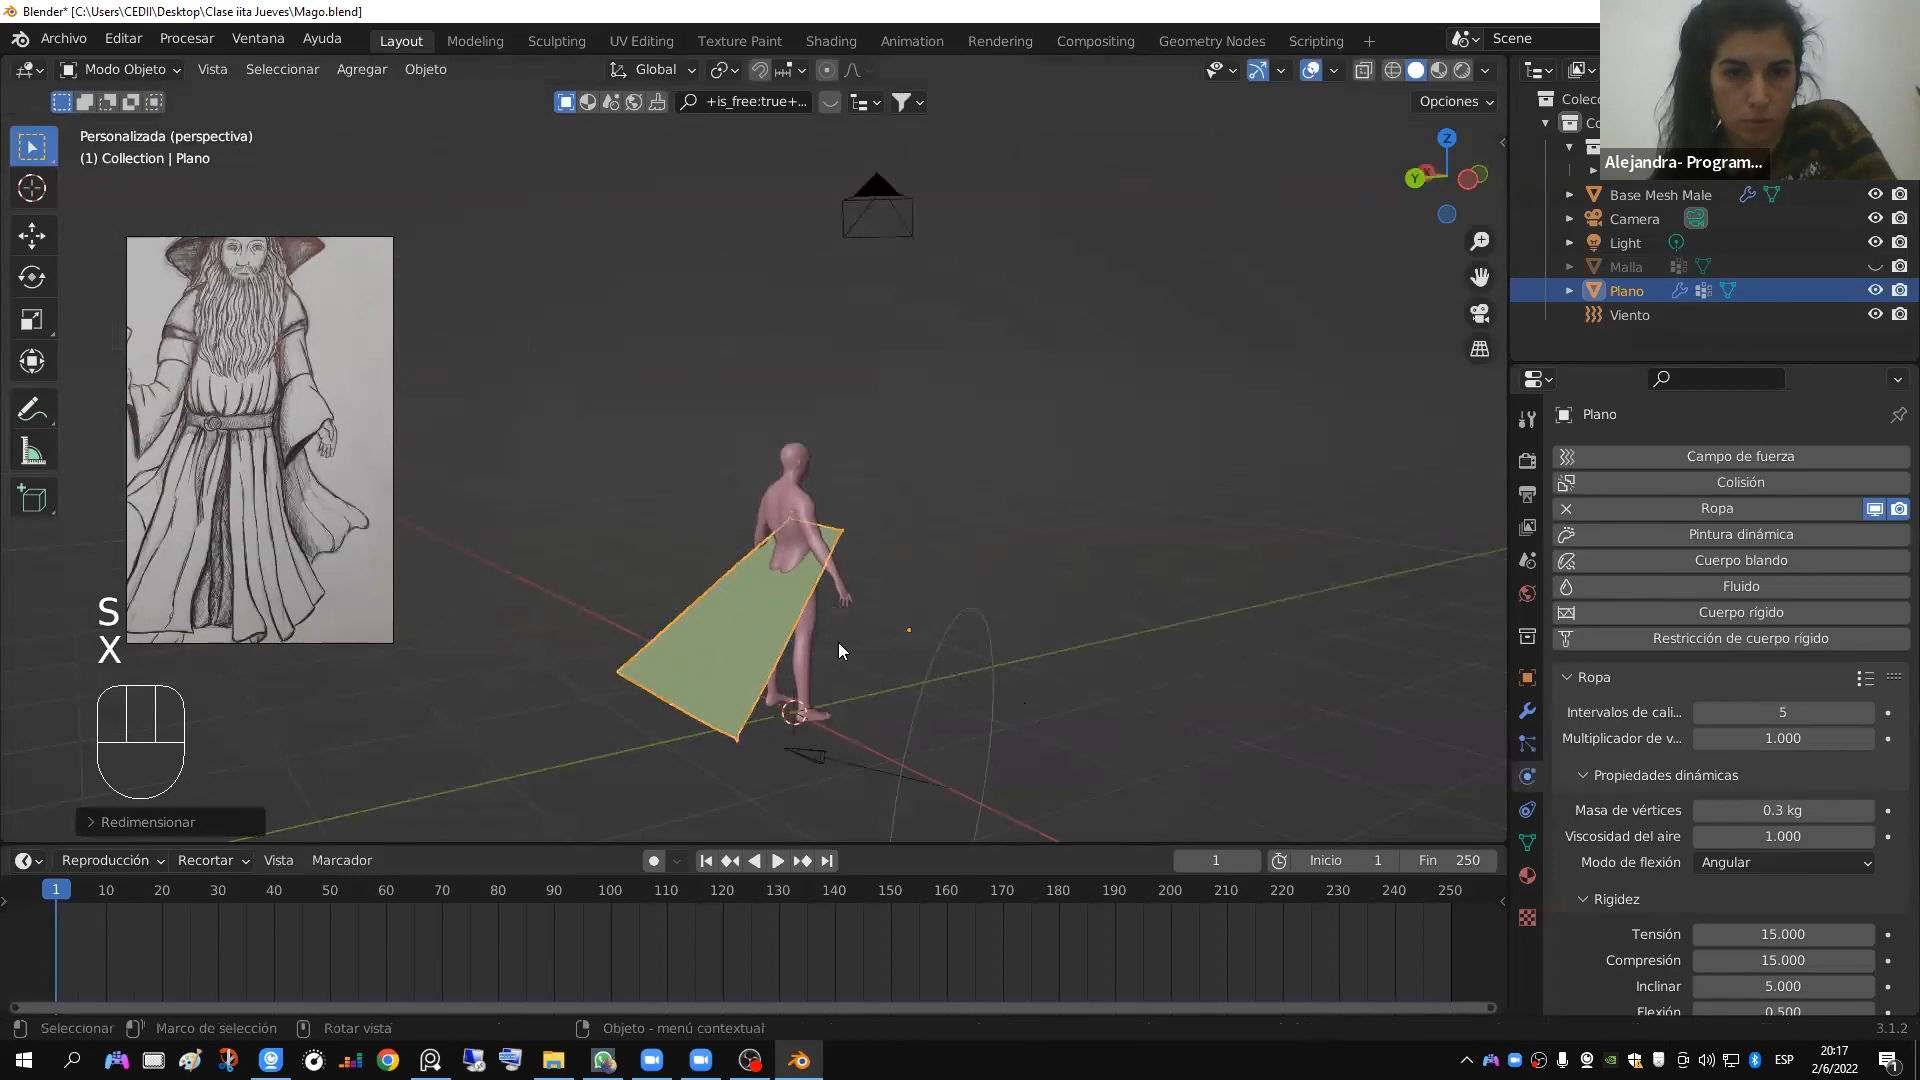 Blender* [C:\Users\CEDII\Desktop\Clase iita Jueves\Mago.blend]
Archivo Editar Procesar Ventana Ayuda
Layout Modeling Sculpting UV Editing Texture Paint Shading Animation Rendering Compositing Geometry Nodes Scripting +
Scene
Modo Objeto Vista Seleccionar Agregar Objeto
Global
+is_free:true+...
Opciones
Personalizada (perspectiva)
(1) Collection | Plano
Z
Y
S
X
Redimensionar
Alejandra- Program...
Colec
Co
Base Mesh Male
Camera
Light
Malla
Plano
Viento
Plano
Campo de fuerza
Colisión
Ropa
Pintura dinámica
Cuerpo blando
Fluido
Cuerpo rígido
Restricción de cuerpo rígido
Ropa
Intervalos de cali... 5
Multiplicador de v... 1.000
Propiedades dinámicas
Masa de vértices 0.3 kg
Viscosidad del aire 1.000
Modo de flexión Angular
Rigidez
Tensión 15.000
Compresión 15.000
Inclinar 5.000
Flexión 0.500
Reproducción Recortar Vista Marcador
1 Inicio 1 Fin 250
1 10 20 30 40 50 60 70 80 90 100 110 120 130 140 150 160 170 180 190 200 210 220 230 240 250
Seleccionar Marco de selección Rotar vista Objeto - menú contextual 3.1.2
ESP
20:17
2/6/2022
1